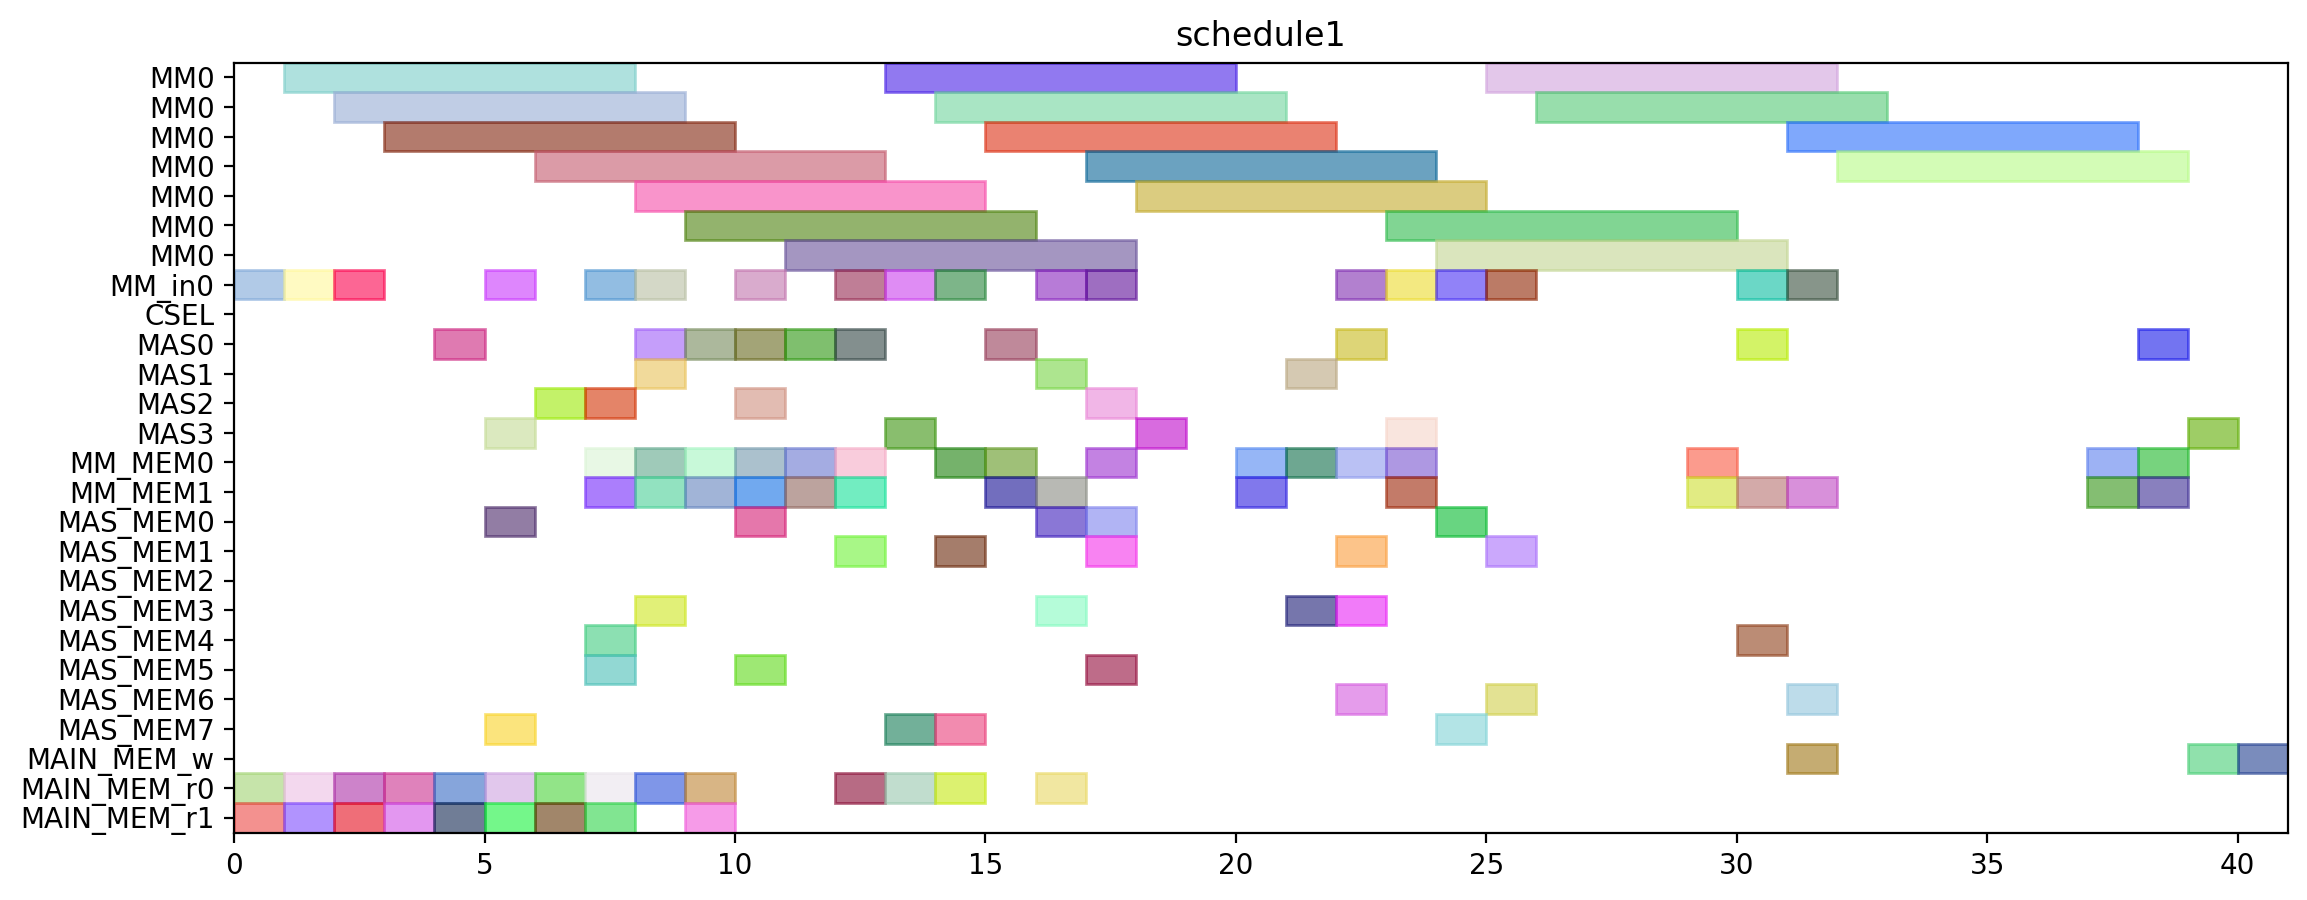 schedule1
MM0
MM0
MM0
MM0
MM0
MM0
MM0
MM_in0
CSEL
MAS0
MAS1
MAS2
MAS3
MM_MEM0
MM_MEM1
MAS_MEM0
MAS_MEM1
MAS_MEM2
MAS_MEM3
MAS_MEM4
MAS_MEM5
MAS_MEM6
MAS_MEM7
MAIN_MEM_w
MAIN_MEM_r0
MAIN_MEM_r1
0 5 10 15 20 25 30 35 40